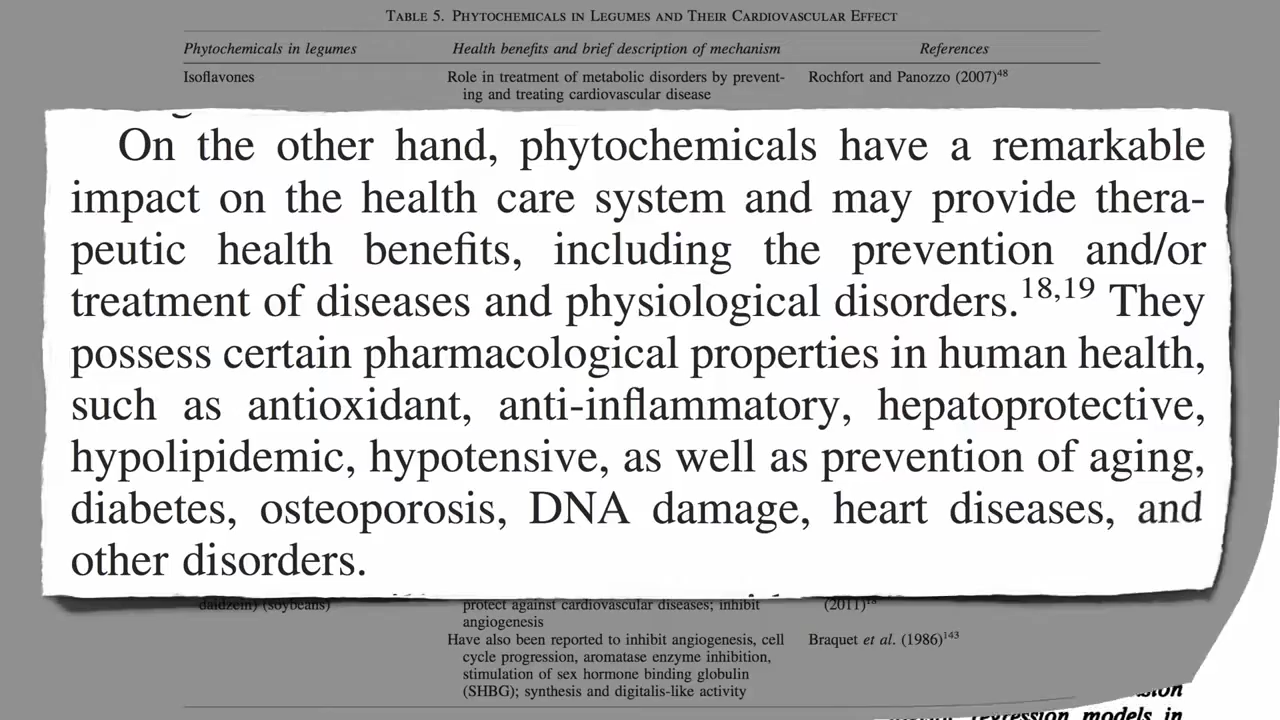 TABLE 5. PHYTOCHEMICALS IN LEGUMES AND THEIR CARDIOVASCULAR EFFECT
Phytochemicals in legumes Health benefits and brief description of mechanism References
Isoflavones Role in treatment of metabolic disorders by prevent- Rochfort and Panozzo (2007)48
ing and treating cardiovascular disease
On the other hand, phytochemicals have a remarkable
impact on the health care system and may provide thera-
peutic health benefits, including the prevention and/or
treatment of diseases and physiological disorders.18,19 They
possess certain pharmacological properties in human health,
such as antioxidant, anti-inflammatory, hepatoprotective,
hypolipidemic, hypotensive, as well as prevention of aging,
diabetes, osteoporosis, DNA damage, heart diseases, and
other disorders.
daidzein) (soybeans) protect against cardiovascular diseases; inhibit (2011)
angiogenesis
Have also been reported to inhibit angiogenesis, cell Braquet et al. (1986)143
cycle progression, aromatase enzyme inhibition,
stimulation of sex hormone binding globulin
(SHBG); synthesis and digitalis-like activity
regression models in